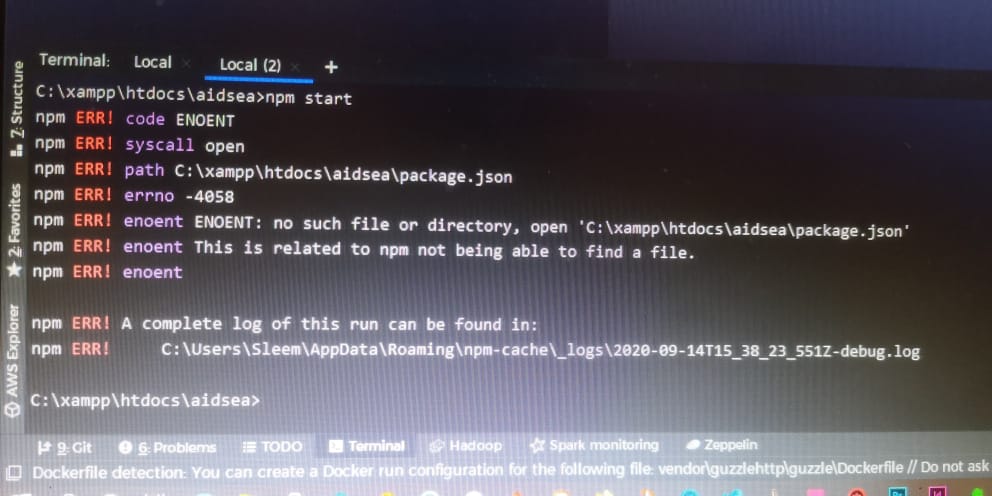 Terminal: Local × Local (2) × +
C:\xampp\htdocs\aidsea>npm start
npm ERR! code ENOENT
npm ERR! syscall open
npm ERR! path C:\xampp\htdocs\aidsea\package.json
npm ERR! errno -4058
npm ERR! enoent ENOENT: no such file or directory, open 'C:\xampp\htdocs\aidsea\package.json'
npm ERR! enoent This is related to npm not being able to find a file.
npm ERR! enoent
npm ERR! A complete log of this run can be found in:
npm ERR!     C:\Users\Sleem\AppData\Roaming\npm-cache\_logs\2020-09-14T15_38_23_551Z-debug.log
C:\xampp\htdocs\aidsea>
7: Structure
2: Favorites
AWS Explorer
9: Git 6: Problems TODO Terminal Hadoop Spark monitoring Zeppelin
Dockerfile detection: You can create a Docker run configuration for the following file: vendor\guzzlehttp\guzzle\Dockerfile // Do not ask